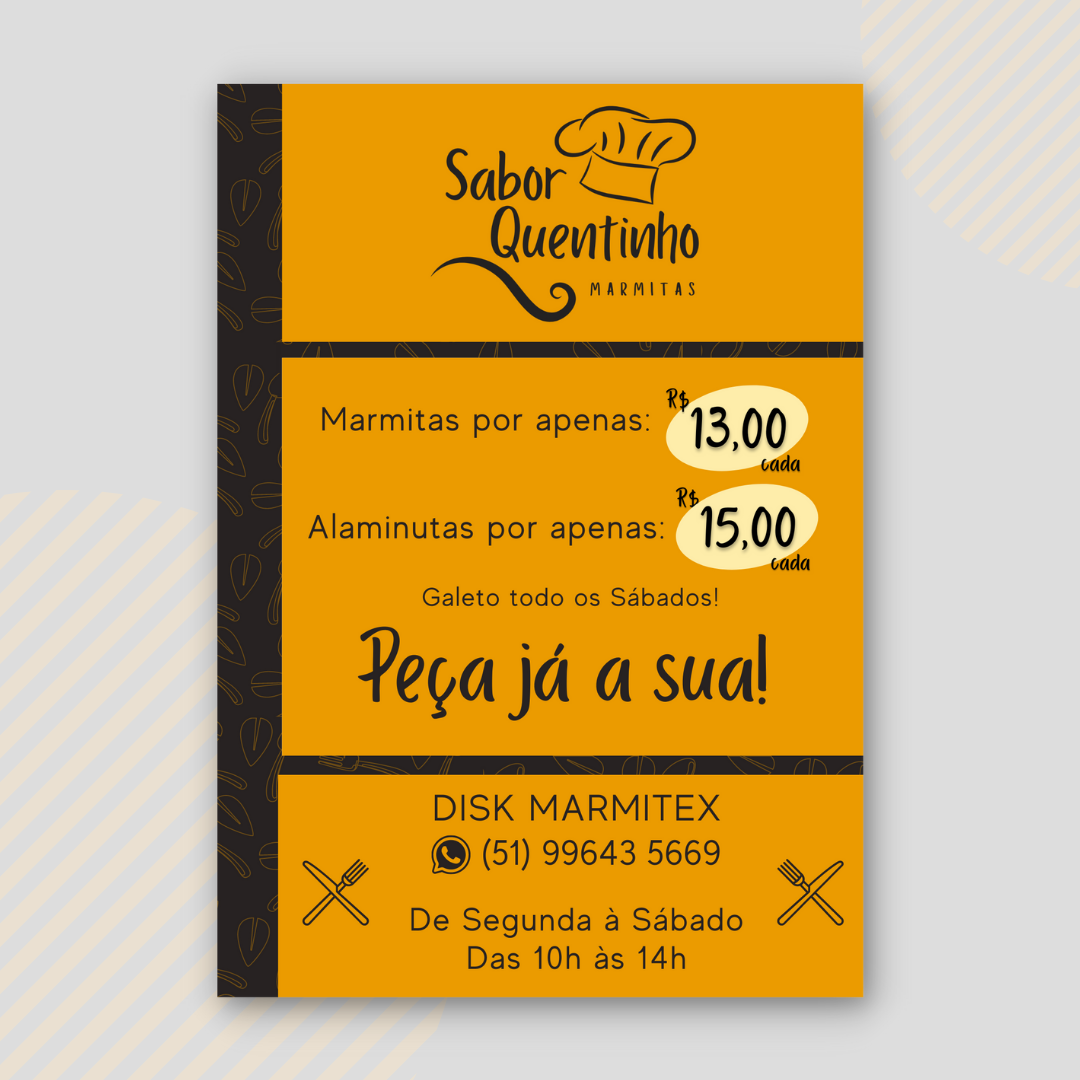 Sabor
Quentinho
MARMITAS
Marmitas por apenas: R$ 13,00 cada
Alaminutas por apenas: R$ 15,00 cada
Galeto todo os Sábados!
Peça já a sua!
DISK MARMITEX
(51) 99643 5669
De Segunda à Sábado
Das 10h às 14h